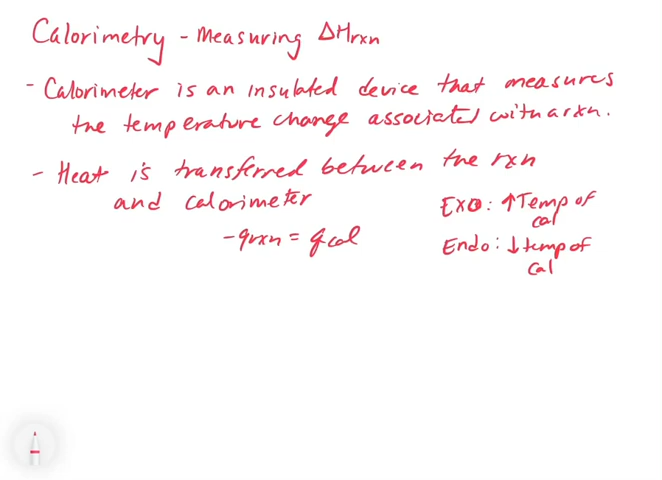 Calorimetry - Measuring ΔHrxn
- Calorimeter is an insulated device that measures
the temperature change associated with a rxn.
- Heat is transferred between the rxn
and calorimeter
-qrxn = qcal
Exo: ↑Temp of
cal
Endo: ↓temp of
cal